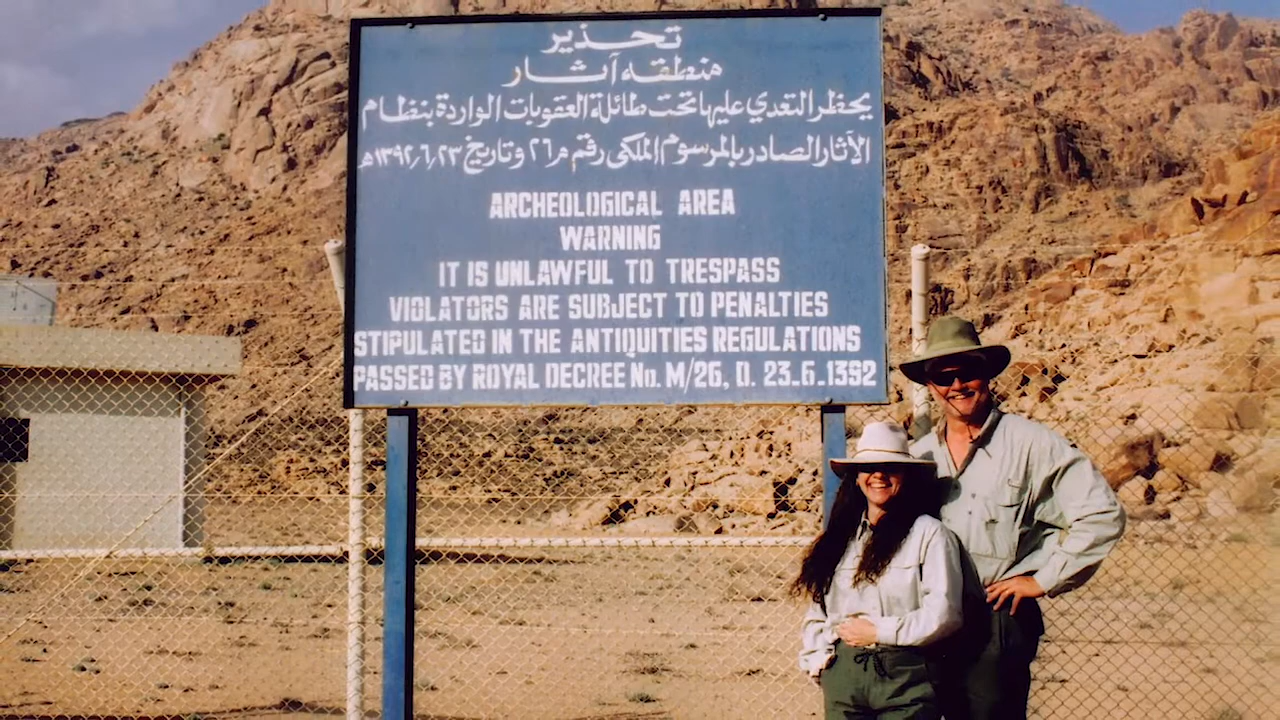 تحذير
منطقة آثار
يحظر التعدي عليها تحت طائلة العقوبات الواردة بنظام
الآثار الصادر بالمرسوم الملكي رقم م/٢٦ وتاريخ ١٣٩٢/٦/٢٣هـ
ARCHEOLOGICAL AREA
WARNING
IT IS UNLAWFUL TO TRESPASS
VIOLATORS ARE SUBJECT TO PENALTIES
STIPULATED IN THE ANTIQUITIES REGULATIONS
PASSED BY ROYAL DECREE No. M/26, D. 23.6.1392